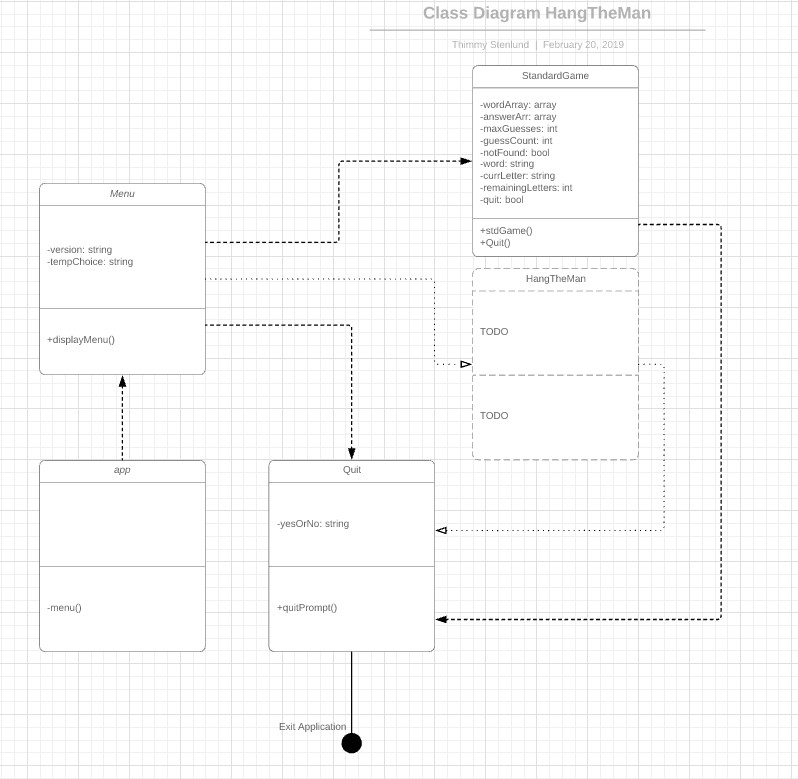 Class Diagram HangTheMan
Thimmy Stenlund | February 20, 2019
StandardGame
-wordArray: array
-answerArr: array
-maxGuesses: int
-guessCount: int
-notFound: bool
-word: string
-currLetter: string
-remainingLetters: int
-quit: bool
+stdGame()
+Quit()
Menu
-version: string
-tempChoice: string
+displayMenu()
HangTheMan
TODO
TODO
app
-menu()
Quit
-yesOrNo: string
+quitPrompt()
Exit Application